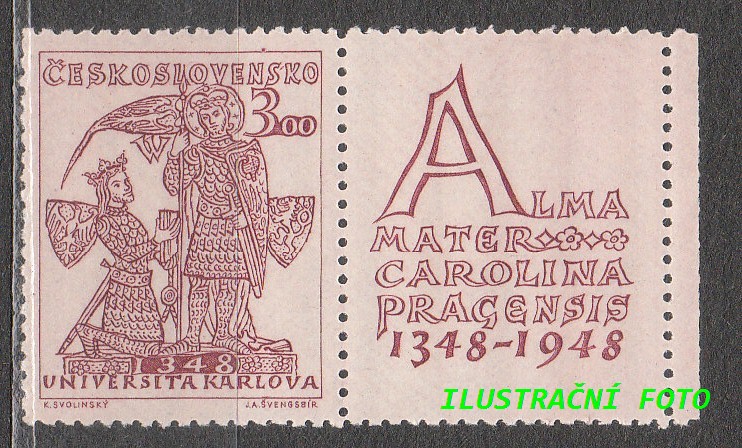 ČESKOSLOVENSKO
3.00
1348
UNIVERSITA KARLOVA
K.SVOLINSKÝ J.A.ŠVENGSBÍR
ALMA
MATER
CAROLINA
PRAGENSIS
1348-1948
ILUSTRAČNÍ FOTO